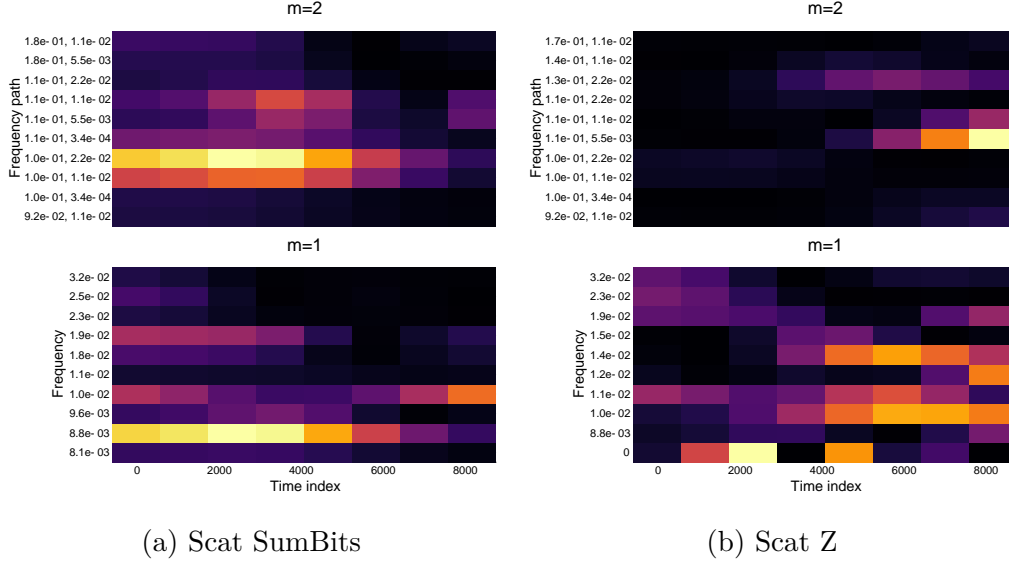 m=2
Frequency path
1.8e- 01, 1.1e- 02
1.8e- 01, 5.5e- 03
1.1e- 01, 2.2e- 02
1.1e- 01, 1.1e- 02
1.1e- 01, 5.5e- 03
1.1e- 01, 3.4e- 04
1.0e- 01, 2.2e- 02
1.0e- 01, 1.1e- 02
1.0e- 01, 3.4e- 04
9.2e- 02, 1.1e- 02
m=1
Frequency
3.2e- 02
2.5e- 02
2.3e- 02
1.9e- 02
1.8e- 02
1.1e- 02
1.0e- 02
9.6e- 03
8.8e- 03
8.1e- 03
0 2000 4000 6000 8000
Time index
(a) Scat SumBits
m=2
Frequency path
1.7e- 01, 1.1e- 02
1.4e- 01, 1.1e- 02
1.3e- 01, 2.2e- 02
1.1e- 01, 2.2e- 02
1.1e- 01, 1.1e- 02
1.1e- 01, 5.5e- 03
1.0e- 01, 2.2e- 02
1.0e- 01, 1.1e- 02
1.0e- 01, 3.4e- 04
9.2e- 02, 1.1e- 02
m=1
Frequency
3.2e- 02
2.3e- 02
1.9e- 02
1.5e- 02
1.4e- 02
1.2e- 02
1.1e- 02
1.0e- 02
8.8e- 03
0
0 2000 4000 6000 8000
Time index
(b) Scat Z